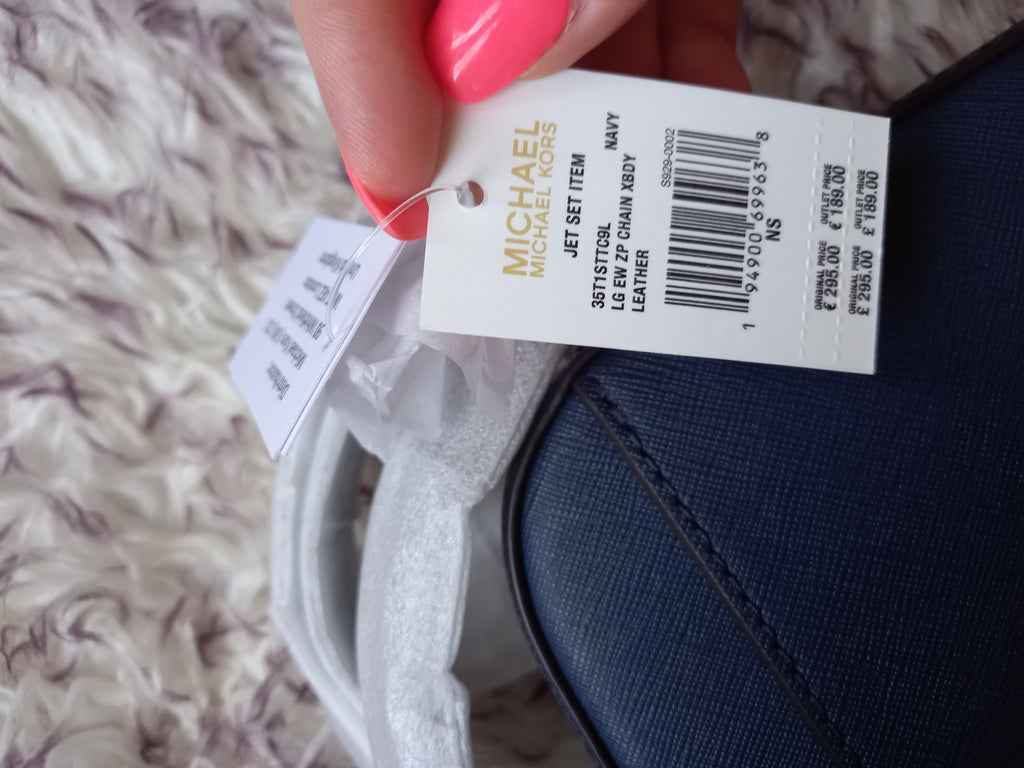 MICHAEL
MICHAEL KORS
JET SET ITEM
35T1STTC9L NAVY
LG EW ZP CHAIN XBDY
LEATHER
S929-0002
1 94900 69963 8
NS
ORIGINAL PRICE OUTLET PRICE
€ 295.00 € 189.00
ORIGINAL PRICE OUTLET PRICE
£ 295.00 £ 189.00